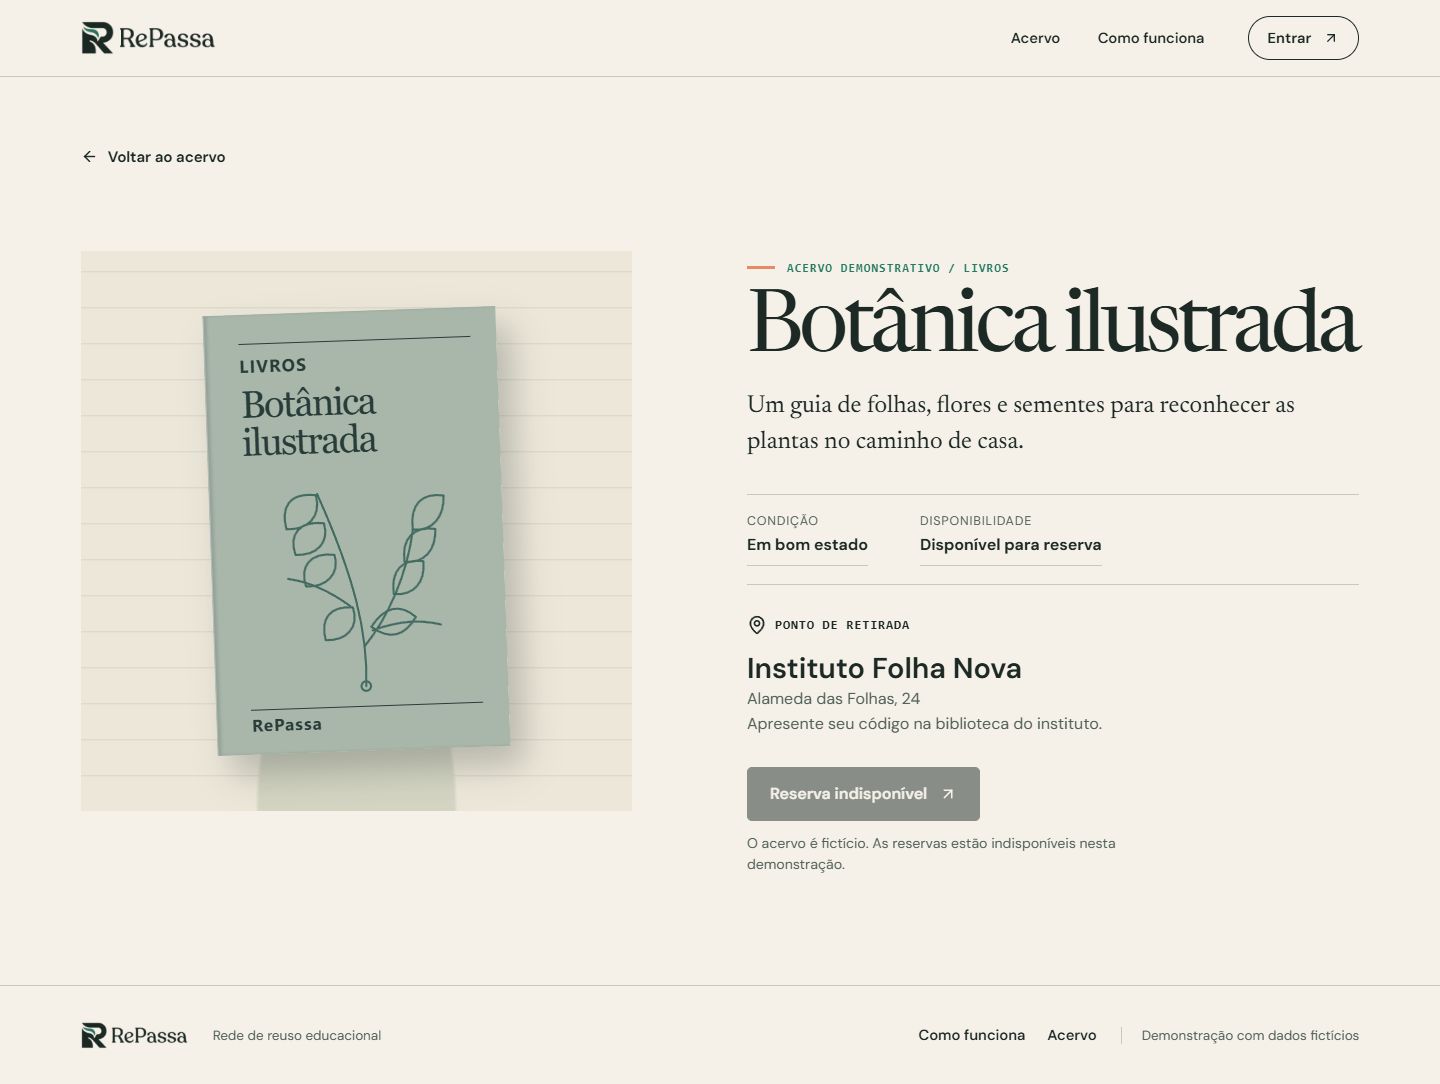 RePassa
Acervo
Como funciona
Entrar
Voltar ao acervo
LIVROS
Botânica
ilustrada
RePassa
ACERVO DEMONSTRATIVO / LIVROS
Botânica ilustrada
Um guia de folhas, flores e sementes para reconhecer as
plantas no caminho de casa.
CONDIÇÃO
Em bom estado
DISPONIBILIDADE
Disponível para reserva
PONTO DE RETIRADA
Instituto Folha Nova
Alameda das Folhas, 24
Apresente seu código na biblioteca do instituto.
Reserva indisponível
O acervo é fictício. As reservas estão indisponíveis nesta
demonstração.
RePassa
Rede de reuso educacional
Como funciona
Acervo
Demonstração com dados fictícios